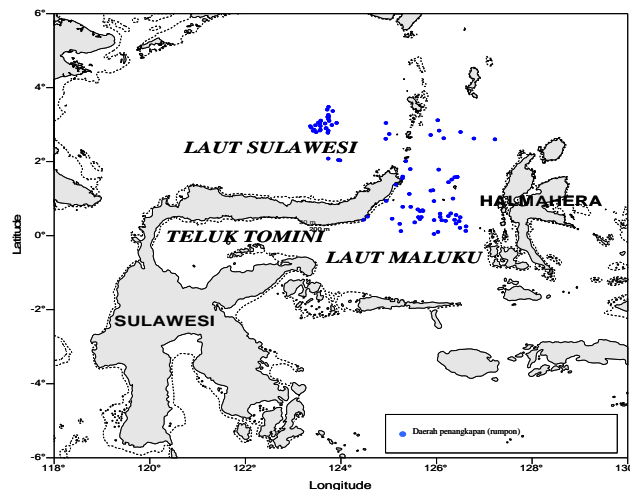 6°
4°
LAUT SULAWESI
2°
HALMAHERA
Latitude
0°
200 m
TELUK TOMINI
LAUT MALUKU
-2°
SULAWESI
-4°
Daerah penangkapan (rumpon)
-6°
118° 120° 122° 124° 126° 128° 130
Longitude